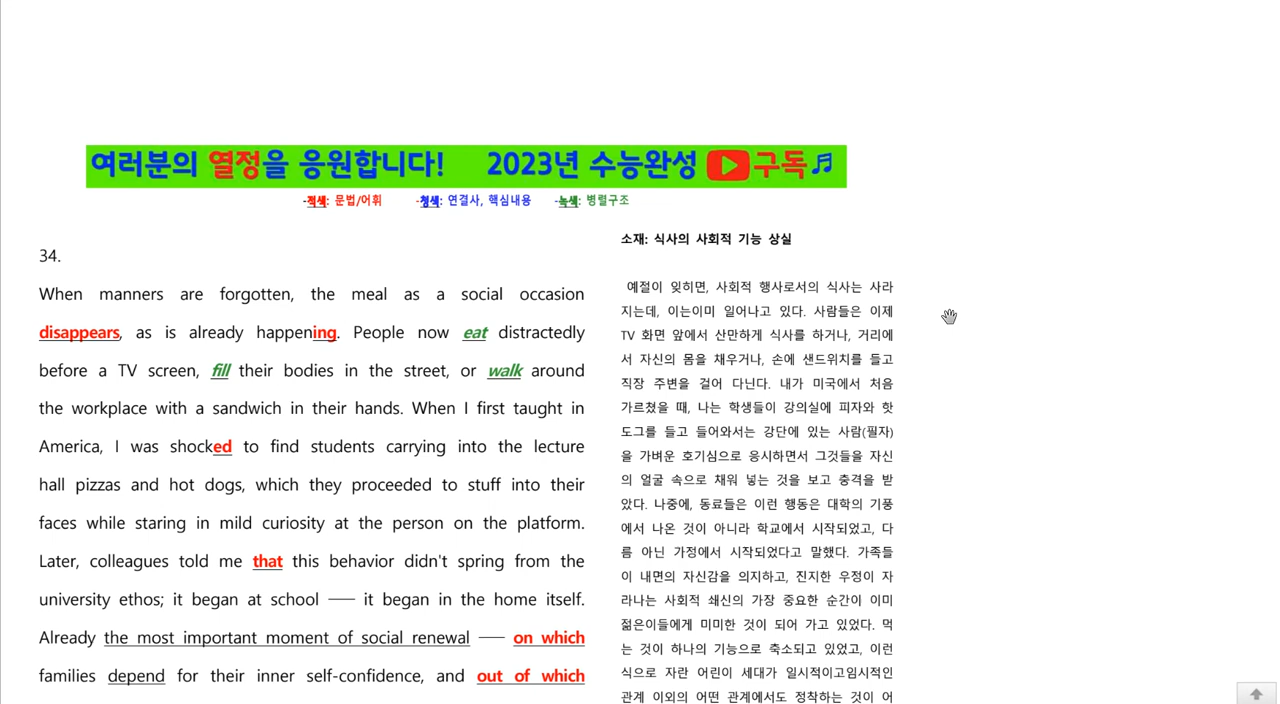 여러분의 열정을 응원합니다! 2023년 수능완성 구독
-적색: 문법/어휘 -청색: 연결사, 핵심내용 -녹색: 병렬구조
34.
When manners are forgotten, the meal as a social occasion
disappears, as is already happening. People now eat distractedly
before a TV screen, fill their bodies in the street, or walk around
the workplace with a sandwich in their hands. When I first taught in
America, I was shocked to find students carrying into the lecture
hall pizzas and hot dogs, which they proceeded to stuff into their
faces while staring in mild curiosity at the person on the platform.
Later, colleagues told me that this behavior didn't spring from the
university ethos; it began at school ── it began in the home itself.
Already the most important moment of social renewal ── on which
families depend for their inner self-confidence, and out of which
소재: 식사의 사회적 기능 상실
예절이 잊히면, 사회적 행사로서의 식사는 사라
지는데, 이는이미 일어나고 있다. 사람들은 이제
TV 화면 앞에서 산만하게 식사를 하거나, 거리에
서 자신의 몸을 채우거나, 손에 샌드위치를 들고
직장 주변을 걸어 다닌다. 내가 미국에서 처음
가르쳤을 때, 나는 학생들이 강의실에 피자와 핫
도그를 들고 들어와서는 강단에 있는 사람(필자)
을 가벼운 호기심으로 응시하면서 그것들을 자신
의 얼굴 속으로 채워 넣는 것을 보고 충격을 받
았다. 나중에, 동료들은 이런 행동은 대학의 기풍
에서 나온 것이 아니라 학교에서 시작되었고, 다
름 아닌 가정에서 시작되었다고 말했다. 가족들
이 내면의 자신감을 의지하고, 진지한 우정이 자
라나는 사회적 쇄신의 가장 중요한 순간이 이미
젊은이들에게 미미한 것이 되어 가고 있었다. 먹
는 것이 하나의 기능으로 축소되고 있었고, 이런
식으로 자란 어린이 세대가 일시적이고임시적인
관계 이외의 어떤 관계에서도 정착하는 것이 어